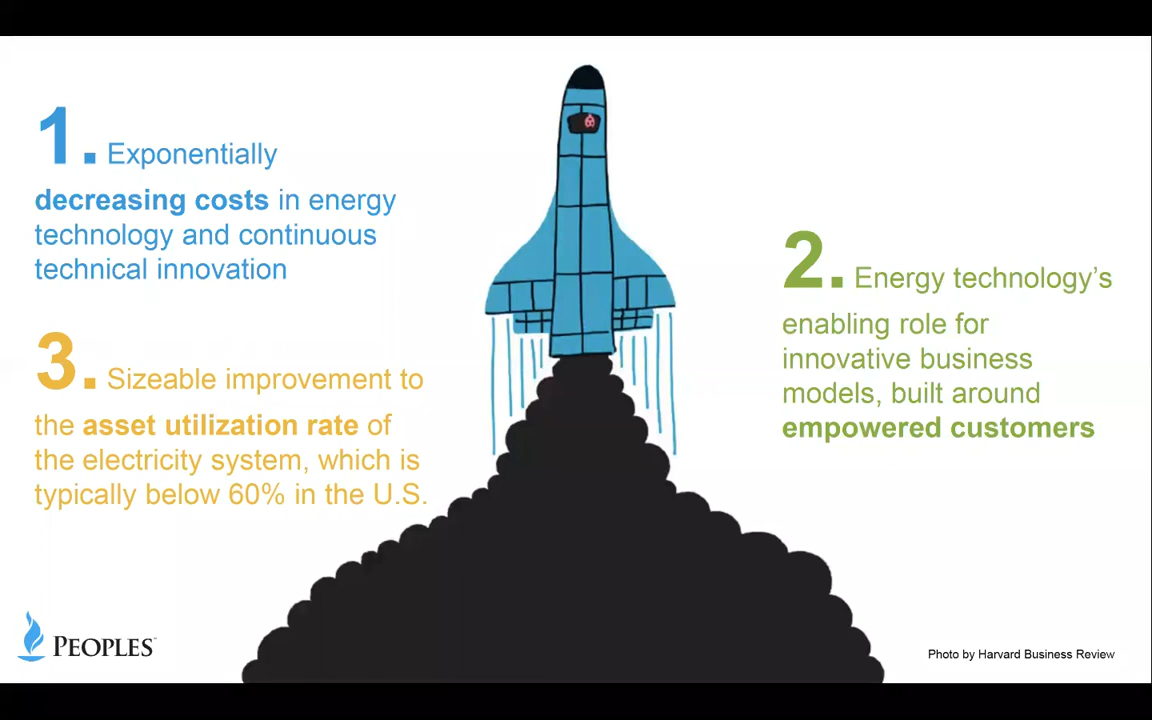 1. Exponentially
decreasing costs in energy
technology and continuous
technical innovation
2. Energy technology's
enabling role for
innovative business
models, built around
empowered customers
3. Sizeable improvement to
the asset utilization rate of
the electricity system, which is
typically below 60% in the U.S.
PEOPLES
Photo by Harvard Business Review